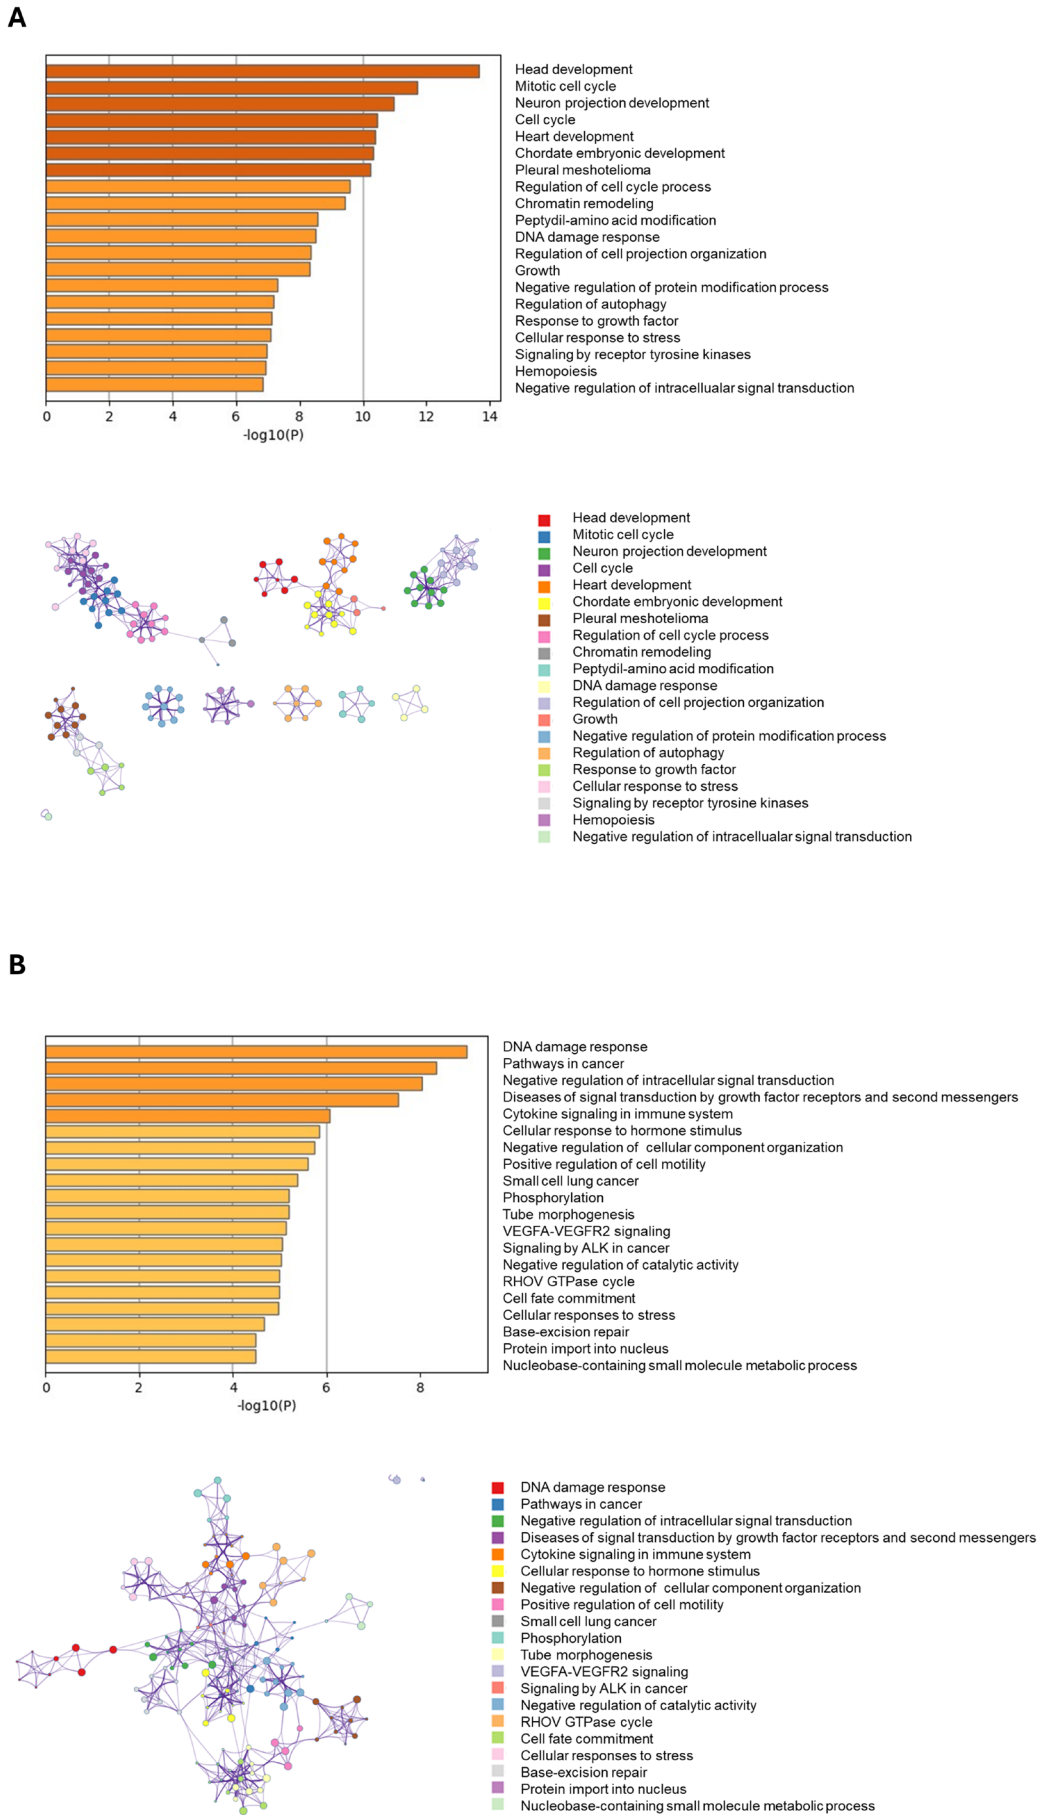 A
Head development
Mitotic cell cycle
Neuron projection development
Cell cycle
Heart development
Chordate embryonic development
Pleural meshotelioma
Regulation of cell cycle process
Chromatin remodeling
Peptydil-amino acid modification
DNA damage response
Regulation of cell projection organization
Growth
Negative regulation of protein modification process
Regulation of autophagy
Response to growth factor
Cellular response to stress
Signaling by receptor tyrosine kinases
Hemopoiesis
Negative regulation of intracellualar signal transduction
0 2 4 6 8 10 12 14
-log10(P)
Head development
Mitotic cell cycle
Neuron projection development
Cell cycle
Heart development
Chordate embryonic development
Pleural meshotelioma
Regulation of cell cycle process
Chromatin remodeling
Peptydil-amino acid modification
DNA damage response
Regulation of cell projection organization
Growth
Negative regulation of protein modification process
Regulation of autophagy
Response to growth factor
Cellular response to stress
Signaling by receptor tyrosine kinases
Hemopoiesis
Negative regulation of intracellualar signal transduction
B
DNA damage response
Pathways in cancer
Negative regulation of intracellular signal transduction
Diseases of signal transduction by growth factor receptors and second messengers
Cytokine signaling in immune system
Cellular response to hormone stimulus
Negative regulation of cellular component organization
Positive regulation of cell motility
Small cell lung cancer
Phosphorylation
Tube morphogenesis
VEGFA-VEGFR2 signaling
Signaling by ALK in cancer
Negative regulation of catalytic activity
RHOV GTPase cycle
Cell fate commitment
Cellular responses to stress
Base-excision repair
Protein import into nucleus
Nucleobase-containing small molecule metabolic process
0 2 4 6 8
-log10(P)
DNA damage response
Pathways in cancer
Negative regulation of intracellular signal transduction
Diseases of signal transduction by growth factor receptors and second messengers
Cytokine signaling in immune system
Cellular response to hormone stimulus
Negative regulation of cellular component organization
Positive regulation of cell motility
Small cell lung cancer
Phosphorylation
Tube morphogenesis
VEGFA-VEGFR2 signaling
Signaling by ALK in cancer
Negative regulation of catalytic activity
RHOV GTPase cycle
Cell fate commitment
Cellular responses to stress
Base-excision repair
Protein import into nucleus
Nucleobase-containing small molecule metabolic process